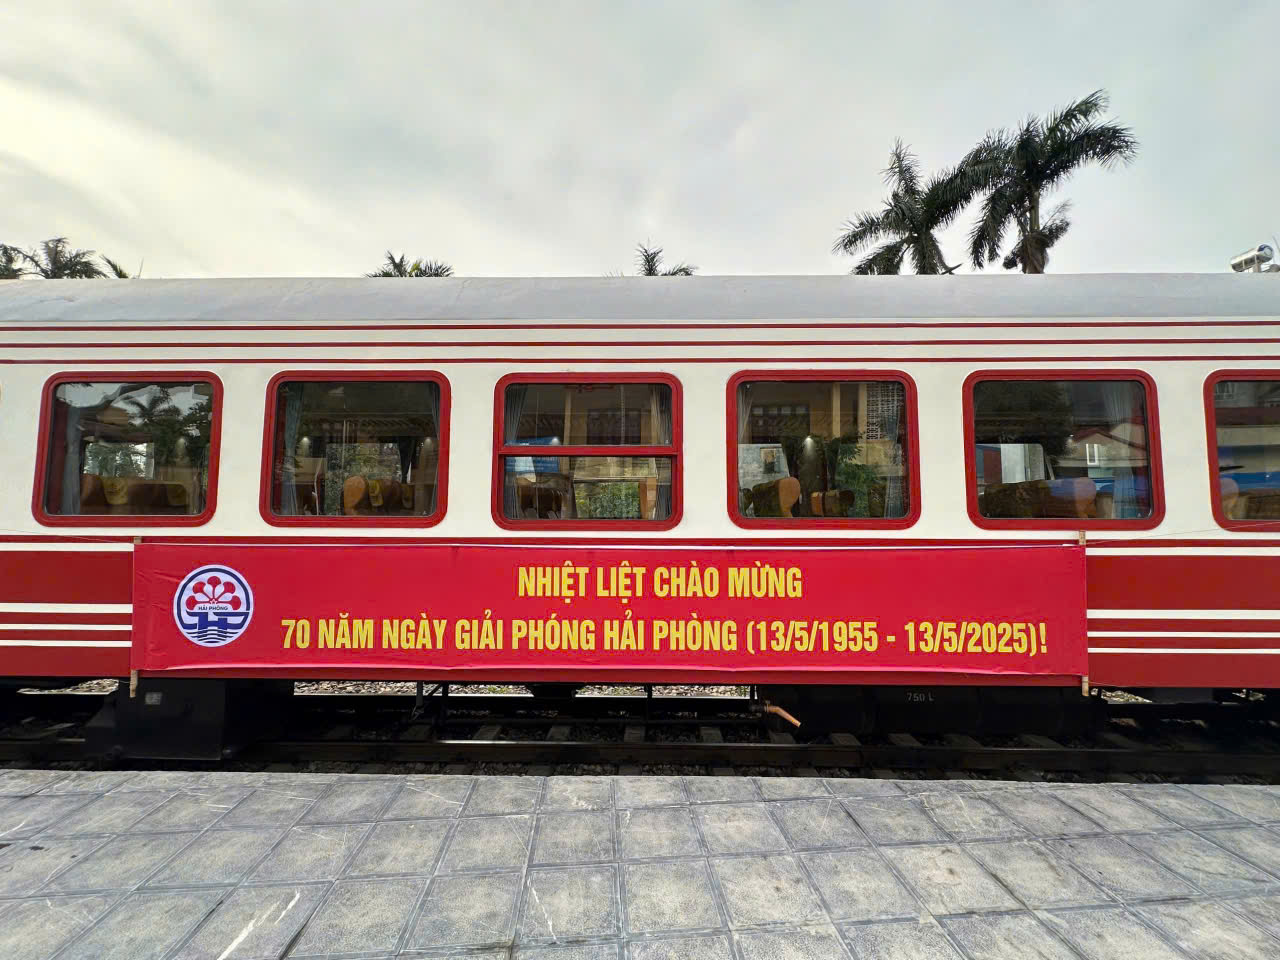 HẢI PHÒNG
NHIỆT LIỆT CHÀO MỪNG
70 NĂM NGÀY GIẢI PHÓNG HẢI PHÒNG (13/5/1955 - 13/5/2025)!
750 L